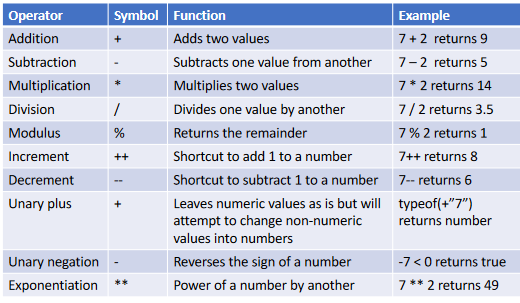 Operator Symbol Function Example
Addition + Adds two values 7 + 2 returns 9
Subtraction - Subtracts one value from another 7 – 2 returns 5
Multiplication * Multiplies two values 7 * 2 returns 14
Division / Divides one value by another 7 / 2 returns 3.5
Modulus % Returns the remainder 7 % 2 returns 1
Increment ++ Shortcut to add 1 to a number 7++ returns 8
Decrement -- Shortcut to subtract 1 to a number 7-- returns 6
Unary plus + Leaves numeric values as is but will typeof(+”7”)
attempt to change non-numeric returns number
values into numbers
Unary negation - Reverses the sign of a number -7 < 0 returns true
Exponentiation ** Power of a number by another 7 ** 2 returns 49